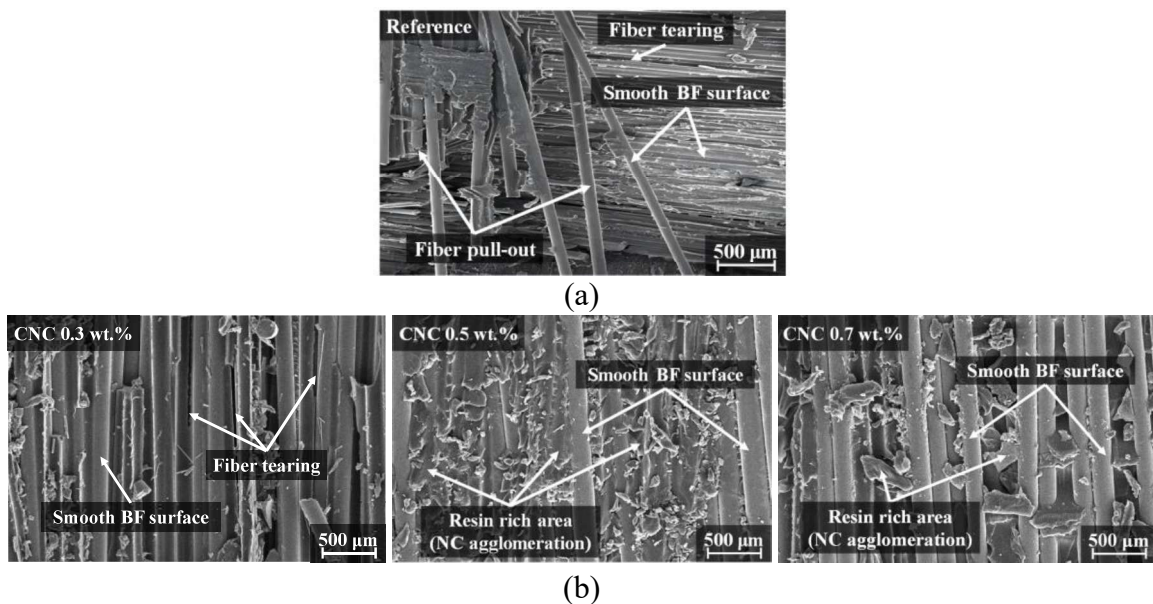 Reference
Fiber tearing
Smooth BF surface
Fiber pull-out
500 μm
(a)
CNC 0.3 wt.%
Fiber tearing
Smooth BF surface
500 μm
CNC 0.5 wt.%
Smooth BF surface
Resin rich area
(NC agglomeration)
500 μm
CNC 0.7 wt.%
Smooth BF surface
Resin rich area
(NC agglomeration)
500 μm
(b)